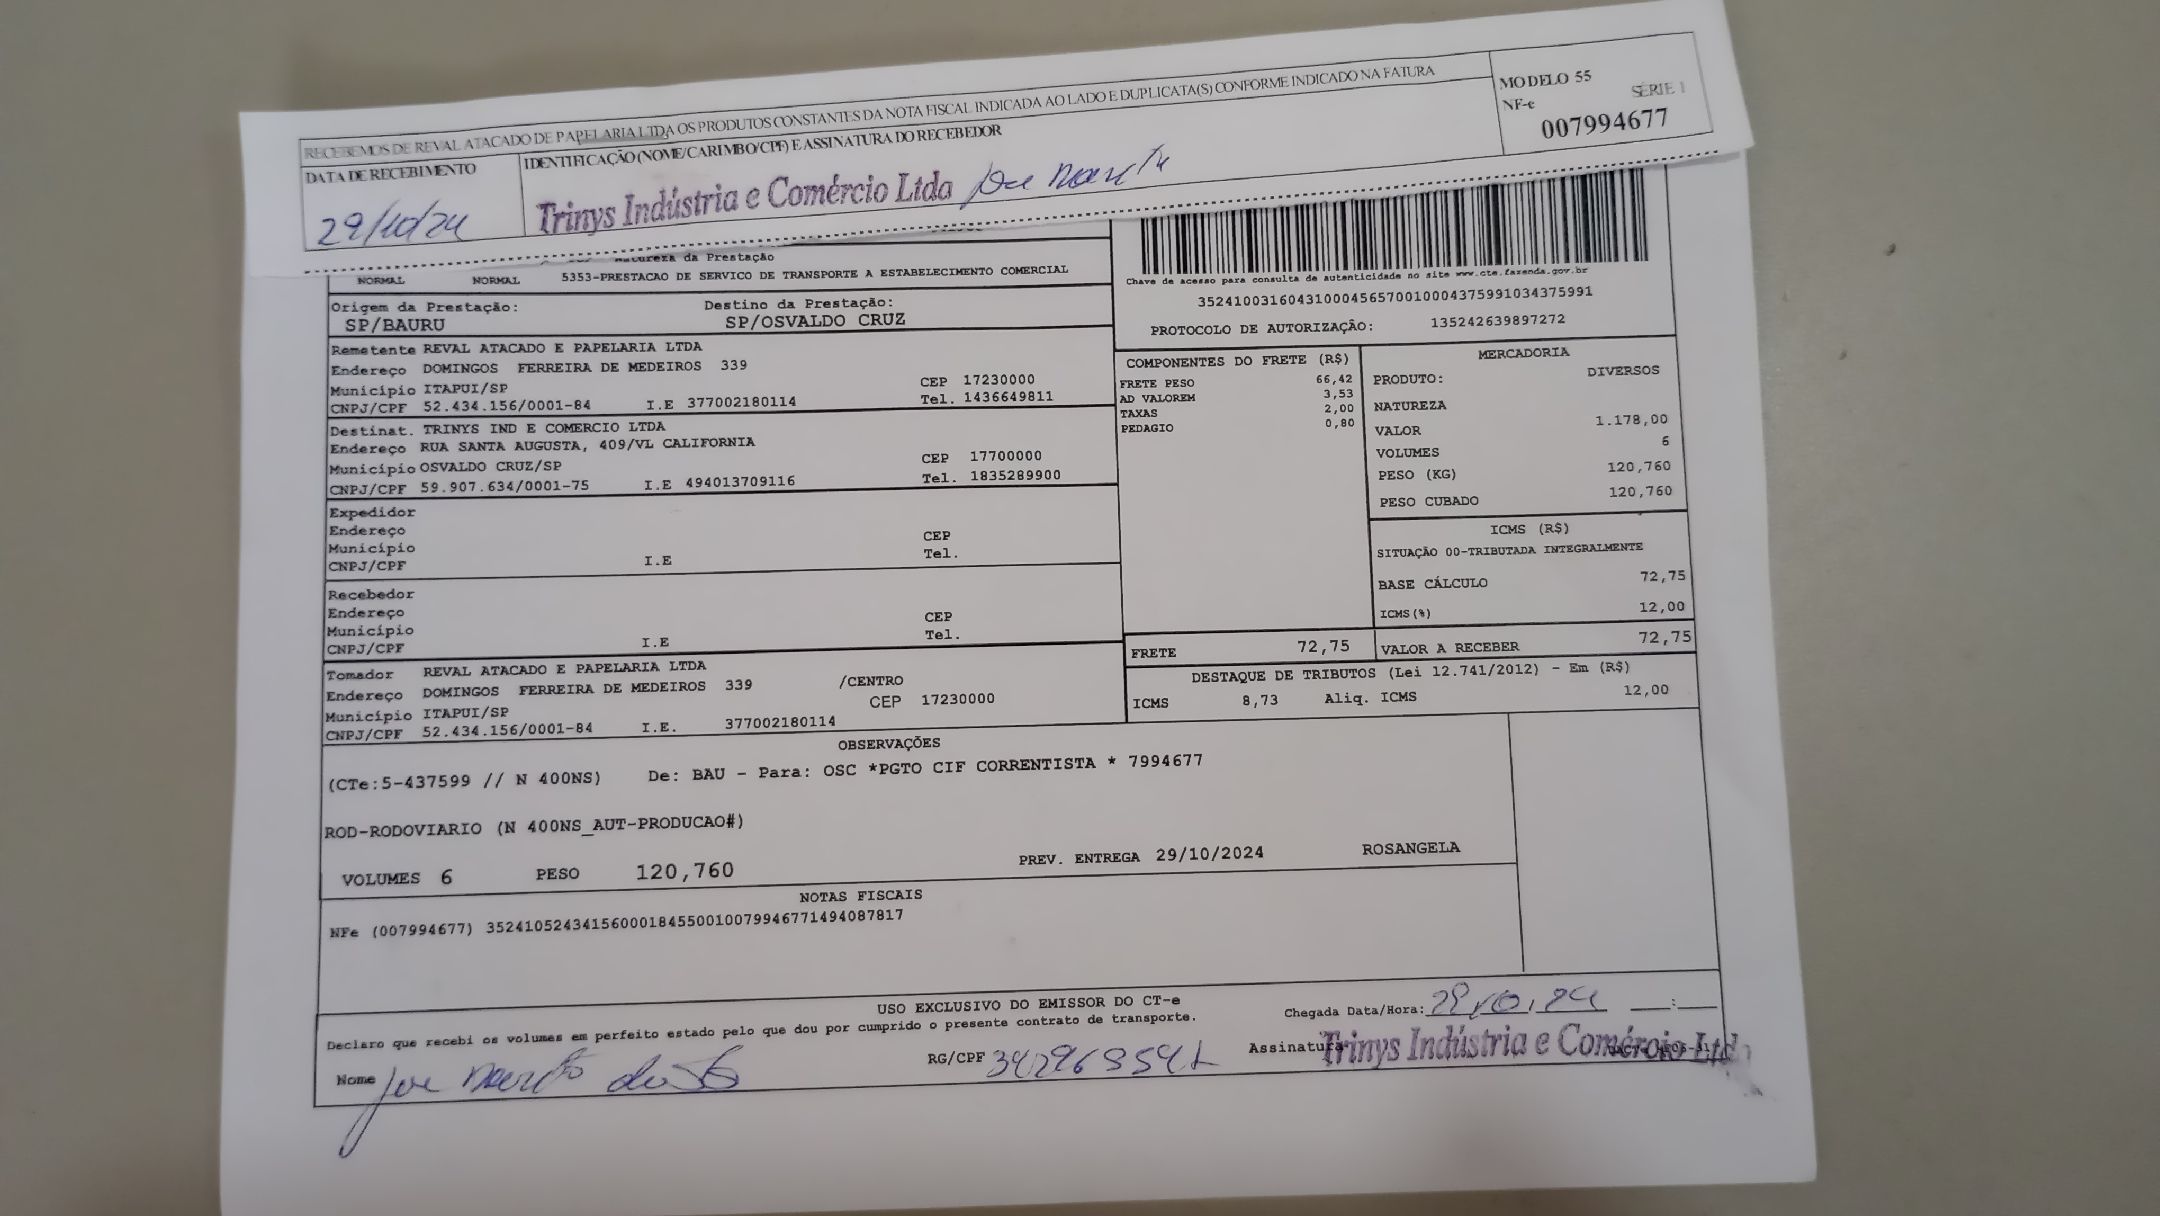 RECEBEMOS DE REVAL ATACADO DE PAPELARIA LTDA OS PRODUTOS CONSTANTES DA NOTA FISCAL INDICADA AO LADO E DUPLICATA(S) CONFORME INDICADO NA FATURA
MODELO 55
SÉRIE 1
NF-e
007994677
DATA DE RECEBIMENTO
IDENTIFICAÇÃO (NOME/CARIMBO/CPF) E ASSINATURA DO RECEBEDOR
29/10/24
Trinys Indústria e Comércio Ltda
Natureza da Prestação
NORMAL NORMAL 5353-PRESTACAO DE SERVICO DE TRANSPORTE A ESTABELECIMENTO COMERCIAL
Chave de acesso para consulta de autenticidade no site www.cte.fazenda.gov.br
35241003160431000456570010004375991034375991
PROTOCOLO DE AUTORIZAÇÃO: 135242639897272
Origem da Prestação: Destino da Prestação:
SP/BAURU SP/OSVALDO CRUZ
Remetente REVAL ATACADO E PAPELARIA LTDA
Endereço DOMINGOS FERREIRA DE MEDEIROS 339
Município ITAPUI/SP CEP 17230000
CNPJ/CPF 52.434.156/0001-84 I.E 377002180114 Tel. 1436649811
Destinat. TRINYS IND E COMERCIO LTDA
Endereço RUA SANTA AUGUSTA, 409/VL CALIFORNIA
Município OSVALDO CRUZ/SP CEP 17700000
CNPJ/CPF 59.907.634/0001-75 I.E 494013709116 Tel. 1835289900
Expedidor
Endereço
Município CEP
CNPJ/CPF I.E Tel.
Recebedor
Endereço
Município CEP
CNPJ/CPF I.E Tel.
Tomador REVAL ATACADO E PAPELARIA LTDA
Endereço DOMINGOS FERREIRA DE MEDEIROS 339 /CENTRO
Município ITAPUI/SP CEP 17230000
CNPJ/CPF 52.434.156/0001-84 I.E. 377002180114
COMPONENTES DO FRETE (R$)
FRETE PESO 66,42
AD VALOREM 3,53
TAXAS 2,00
PEDAGIO 0,80
MERCADORIA
PRODUTO: DIVERSOS
NATUREZA
VALOR 1.178,00
VOLUMES 6
PESO (KG) 120,760
PESO CUBADO 120,760
ICMS (R$)
SITUAÇÃO 00-TRIBUTADA INTEGRALMENTE
BASE CÁLCULO 72,75
ICMS(%) 12,00
FRETE 72,75 VALOR A RECEBER 72,75
DESTAQUE DE TRIBUTOS (Lei 12.741/2012) - Em (R$)
ICMS 8,73 Aliq. ICMS 12,00
OBSERVAÇÕES
(CTe:5-437599 // N 400NS) De: BAU - Para: OSC *PGTO CIF CORRENTISTA * 7994677
ROD-RODOVIARIO (N 400NS_AUT-PRODUCAO#)
VOLUMES 6 PESO 120,760 PREV. ENTREGA 29/10/2024 ROSANGELA
NOTAS FISCAIS
NFe (007994677) 35241052434156000184550010079946771494087817
USO EXCLUSIVO DO EMISSOR DO CT-e
Declaro que recebi os volumes em perfeito estado pelo que dou por cumprido o presente contrato de transporte.
Chegada Data/Hora: 29/10/24 __:__
Nome
RG/CPF
Assinatura
Trinys Indústria e Comércio Ltda